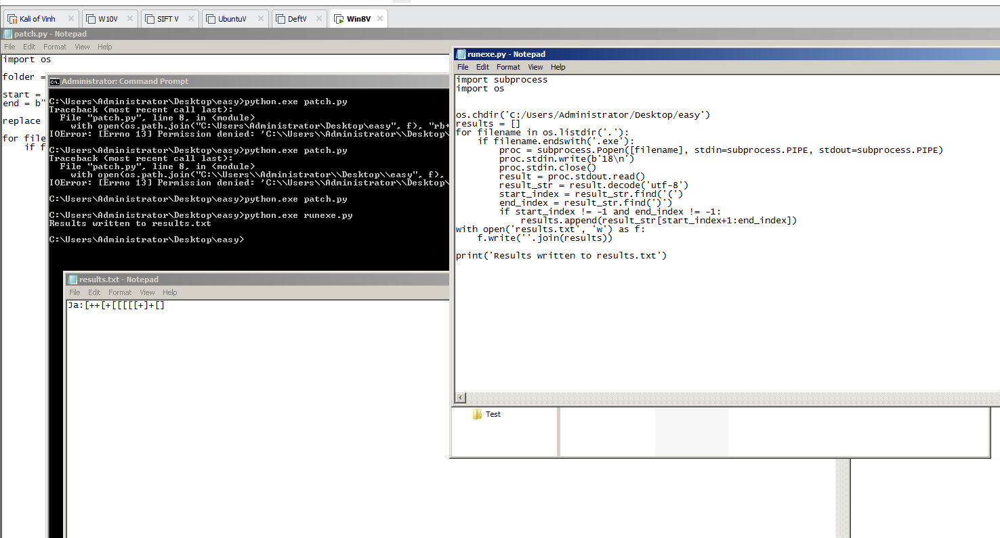 Kali of Vinh
W10V
SIFT V
UbuntuV
DeftV
Win8V
patch.py - Notepad
File Edit Format View Help
import os
folder =
start =
end = b"
replace
for file
if f
Administrator: Command Prompt
C:\Users\Administrator\Desktop\easy>python.exe patch.py
Traceback (most recent call last):
File "patch.py", line 8, in <module>
with open(os.path.join("C:\Users\Administrator\Desktop\easy", f), "rb+
IOError: [Errno 13] Permission denied: 'C:\\Users\\Administrator\\Desktop\
C:\Users\Administrator\Desktop\easy>python.exe patch.py
Traceback (most recent call last):
File "patch.py", line 8, in <module>
with open(os.path.join("C:\\Users\\Administrator\\Desktop\\easy", f),
IOError: [Errno 13] Permission denied: 'C:\\Users\\Administrator\\Desktop\
C:\Users\Administrator\Desktop\easy>python.exe patch.py
C:\Users\Administrator\Desktop\easy>python.exe runexe.py
Results written to results.txt
C:\Users\Administrator\Desktop\easy>
results.txt - Notepad
File Edit Format View Help
Ja:[++[+[[[[[+]+[]
runexe.py - Notepad
File Edit Format View Help
import subprocess
import os
os.chdir('C:/Users/Administrator/Desktop/easy')
results = []
for filename in os.listdir('.'):
if filename.endswith('.exe'):
proc = subprocess.Popen([filename], stdin=subprocess.PIPE, stdout=subprocess.PIPE)
proc.stdin.write(b'18\n')
proc.stdin.close()
result = proc.stdout.read()
result_str = result.decode('utf-8')
start_index = result_str.find('(')
end_index = result_str.find(')')
if start_index != -1 and end_index != -1:
results.append(result_str[start_index+1:end_index])
with open('results.txt', 'w') as f:
f.write(''.join(results))
print('Results written to results.txt')
Test